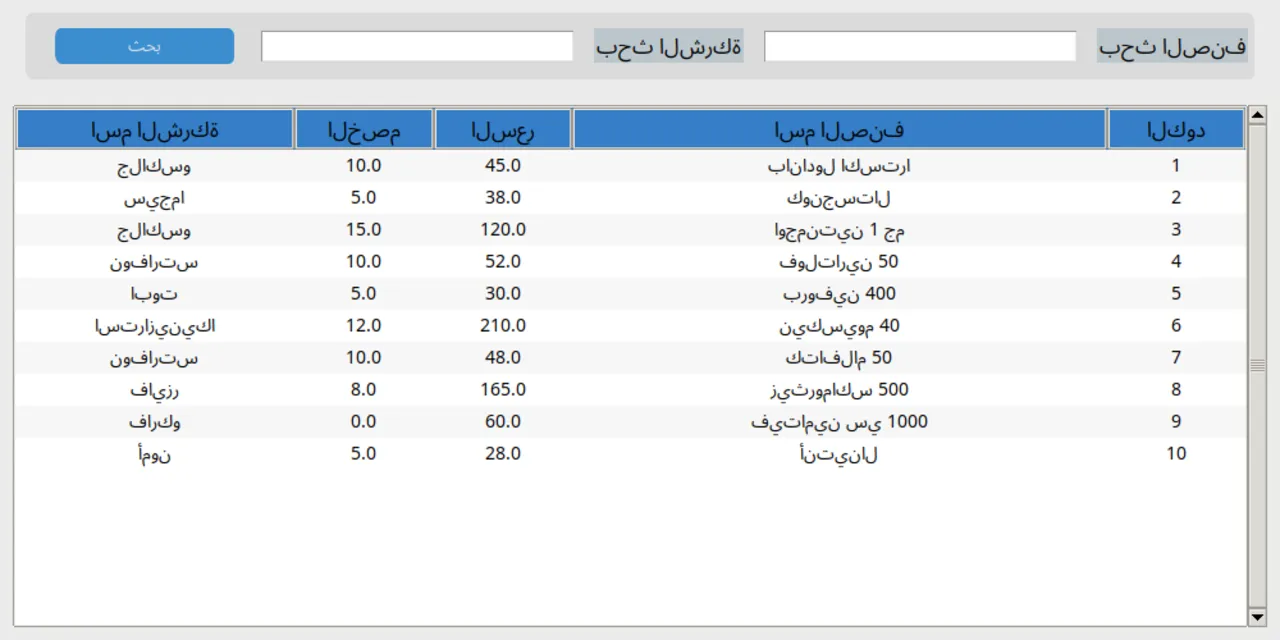 بحث الصنف بحث الشركة بحث
الكود اسم الصنف السعر الخصم اسم الشركة
1 بانادول اكسترا 45.0 10.0 جلاكسو
2 كونجستال 38.0 5.0 سيجما
3 اوجمنتين 1 جم 120.0 15.0 جلاكسو
4 فولتارين 50 52.0 10.0 نوفارتس
5 بروفين 400 30.0 5.0 ابوت
6 نيكسيوم 40 210.0 12.0 استرازينيكا
7 كتافلام 50 48.0 10.0 نوفارتس
8 زيثروماكس 500 165.0 8.0 فايزر
9 فيتامين سي 1000 60.0 0.0 فاركو
10 أنتينال 28.0 5.0 أمون